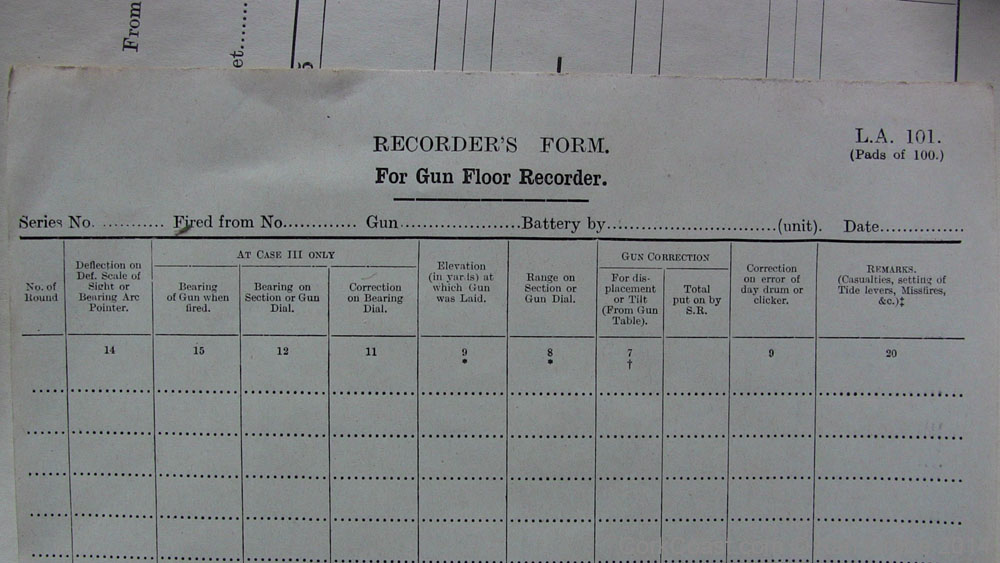 From
et......
5
RECORDER'S FORM.
L.A. 101.
(Pads of 100.)
For Gun Floor Recorder.
Series No. ........... Fired from No............. Gun......................Battery by...............................(unit). Date...............
No. of
Round
Deflection on
Def. Scale of
Sight or
Bearing Arc
Pointer.
AT CASE III ONLY
Bearing
of Gun when
fired.
Bearing on
Section or Gun
Dial.
Correction
on Bearing
Dial.
Elevation
(in yards) at
which Gun
was Laid.
Range on
Section or
Gun Dial.
GUN CORRECTION
For dis-
placement
or Tilt
(From Gun
Table).
Total
put on by
S.R.
Correction
on error of
day drum or
clicker.
REMARKS.
(Casualties, setting of
Tide levers, Missfires,
&c.)‡
14 15 12 11 9 8 7 9 20
* * †